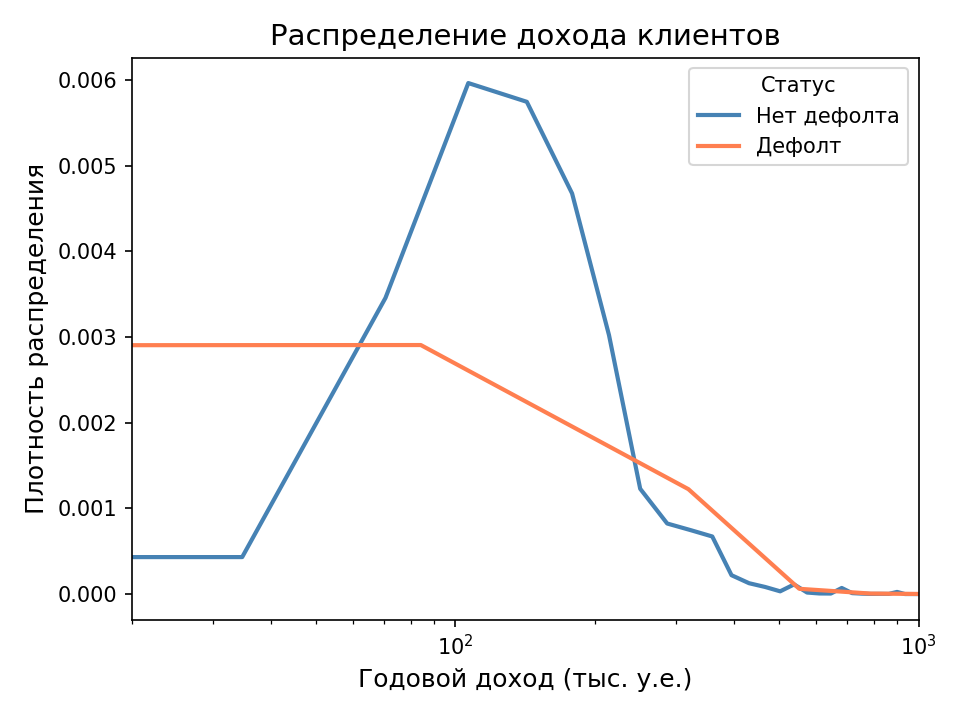 Распределение дохода клиентов
Статус
Нет дефолта
Дефолт
Плотность распределения
0.006
0.005
0.004
0.003
0.002
0.001
0.000
10²
10³
Годовой доход (тыс. у.е.)